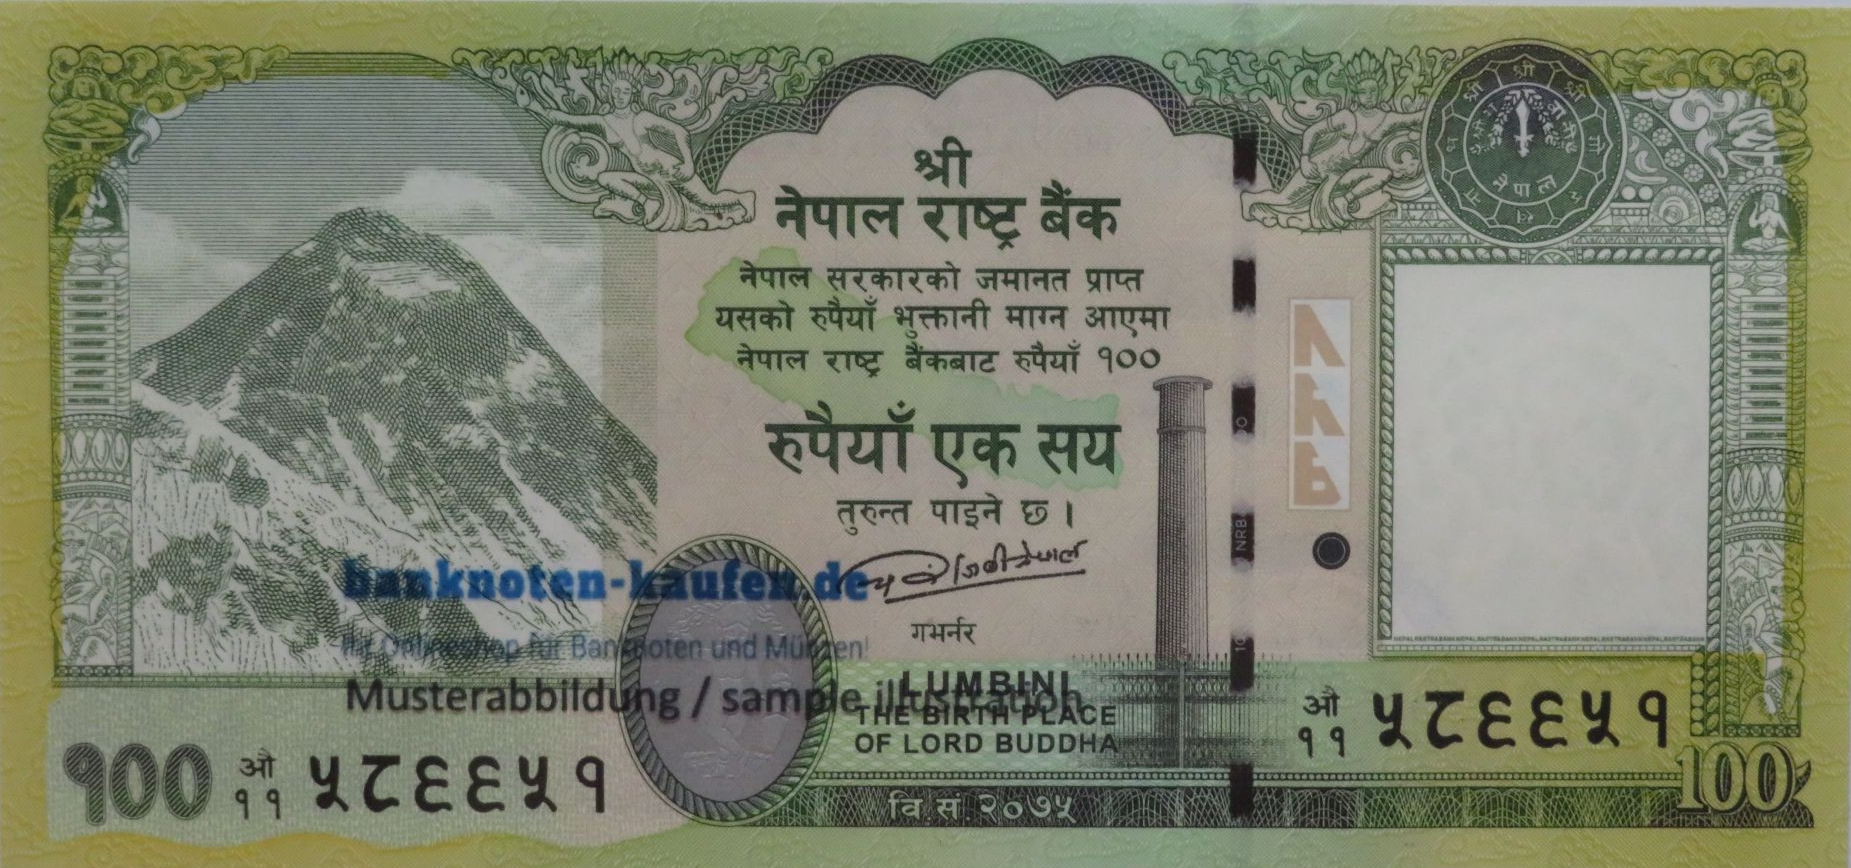 श्री
नेपाल राष्ट्र बैंक
नेपाल सरकारको जमानत प्राप्त
यसको रुपैयाँ भुक्तानी माग्न आएमा
नेपाल राष्ट्र बैंकबाट रुपैयाँ १००
रुपैयाँ एक सय
तुरुन्त पाइने छ ।
गभर्नर
banknoten-kaufen.de
Ihr Onlineshop für Banknoten und Münzen!
Musterabbildung / sample illustration
LUMBINI
THE BIRTH PLACE
OF LORD BUDDHA
१०० औ ११ ५८६६५१
औ ११ ५८६६५१
100
वि.सं. २०७५
नेपाल
NRB